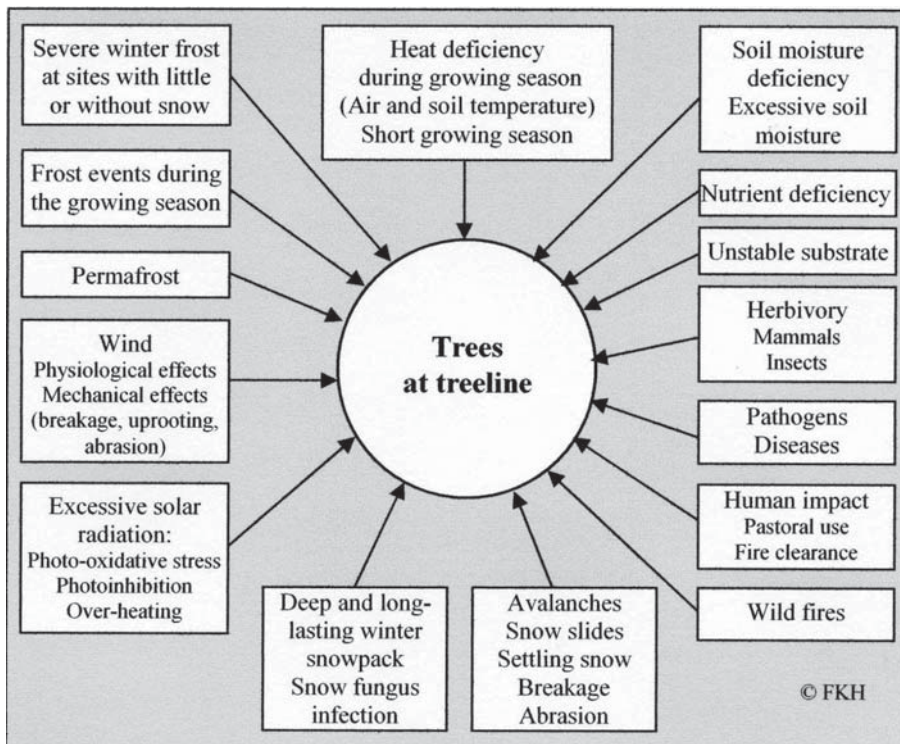 Severe winter frost
at sites with little
or without snow
Heat deficiency
during growing season
(Air and soil temperature)
Short growing season
Soil moisture
deficiency
Excessive soil
moisture
Frost events during
the growing season
Nutrient deficiency
Permafrost
Unstable substrate
Wind
Physiological effects
Mechanical effects
(breakage, uprooting,
abrasion)
Trees
at treeline
Herbivory
Mammals
Insects
Pathogens
Diseases
Excessive solar
radiation:
Photo-oxidative stress
Photoinhibition
Over-heating
Human impact
Pastoral use
Fire clearance
Deep and long-
lasting winter
snowpack
Snow fungus
infection
Avalanches
Snow slides
Settling snow
Breakage
Abrasion
Wild fires
© FKH